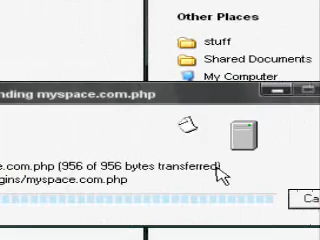 Other Places
stuff
Shared Documents
My Computer
nding myspace.com.php
e.com.php (956 of 956 bytes transferred)
gins/myspace.com.php
Ca